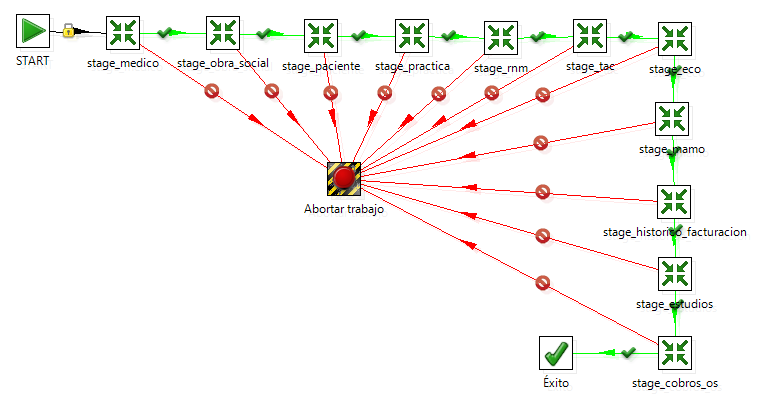 START
stage_medico
stage_obra_social
stage_paciente
stage_practica
stage_rnm
stage_tac
stage_eco
stage_mamo
Abortar trabajo
stage_historico_facturacion
stage_estudios
Éxito
stage_cobros_os